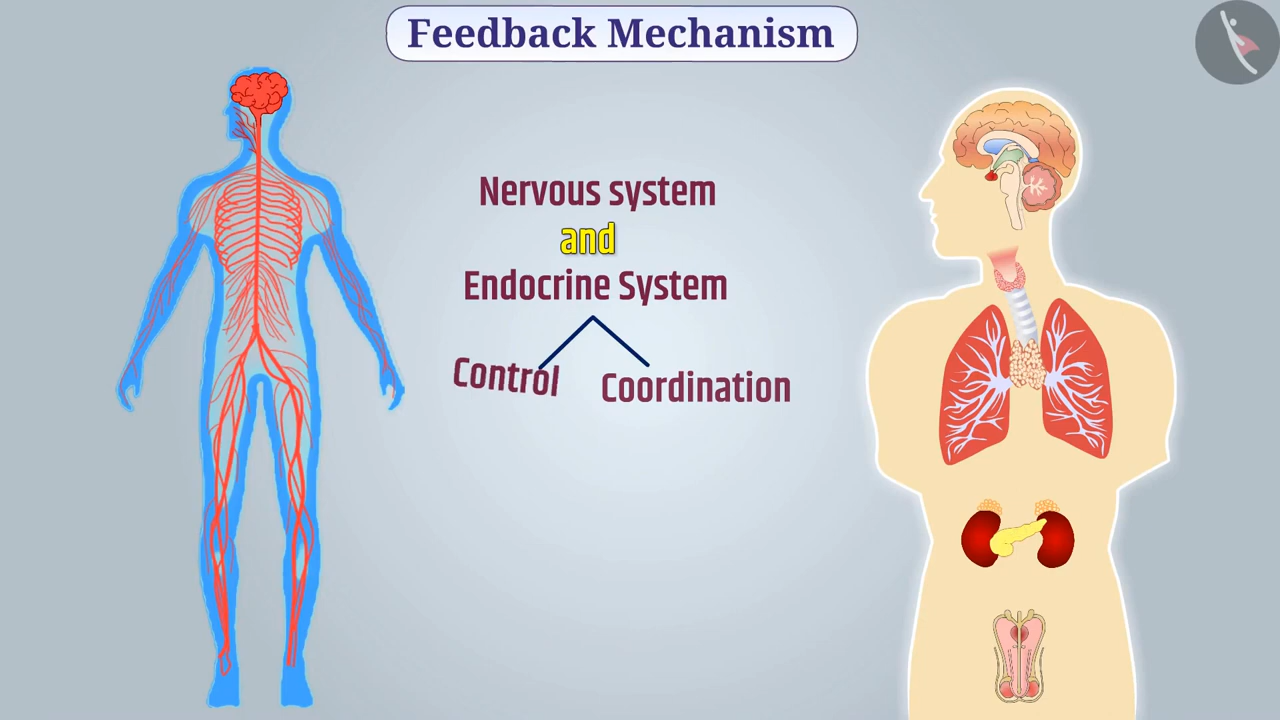 Feedback Mechanism
Nervous system
and
Endocrine System
Control
Coordination